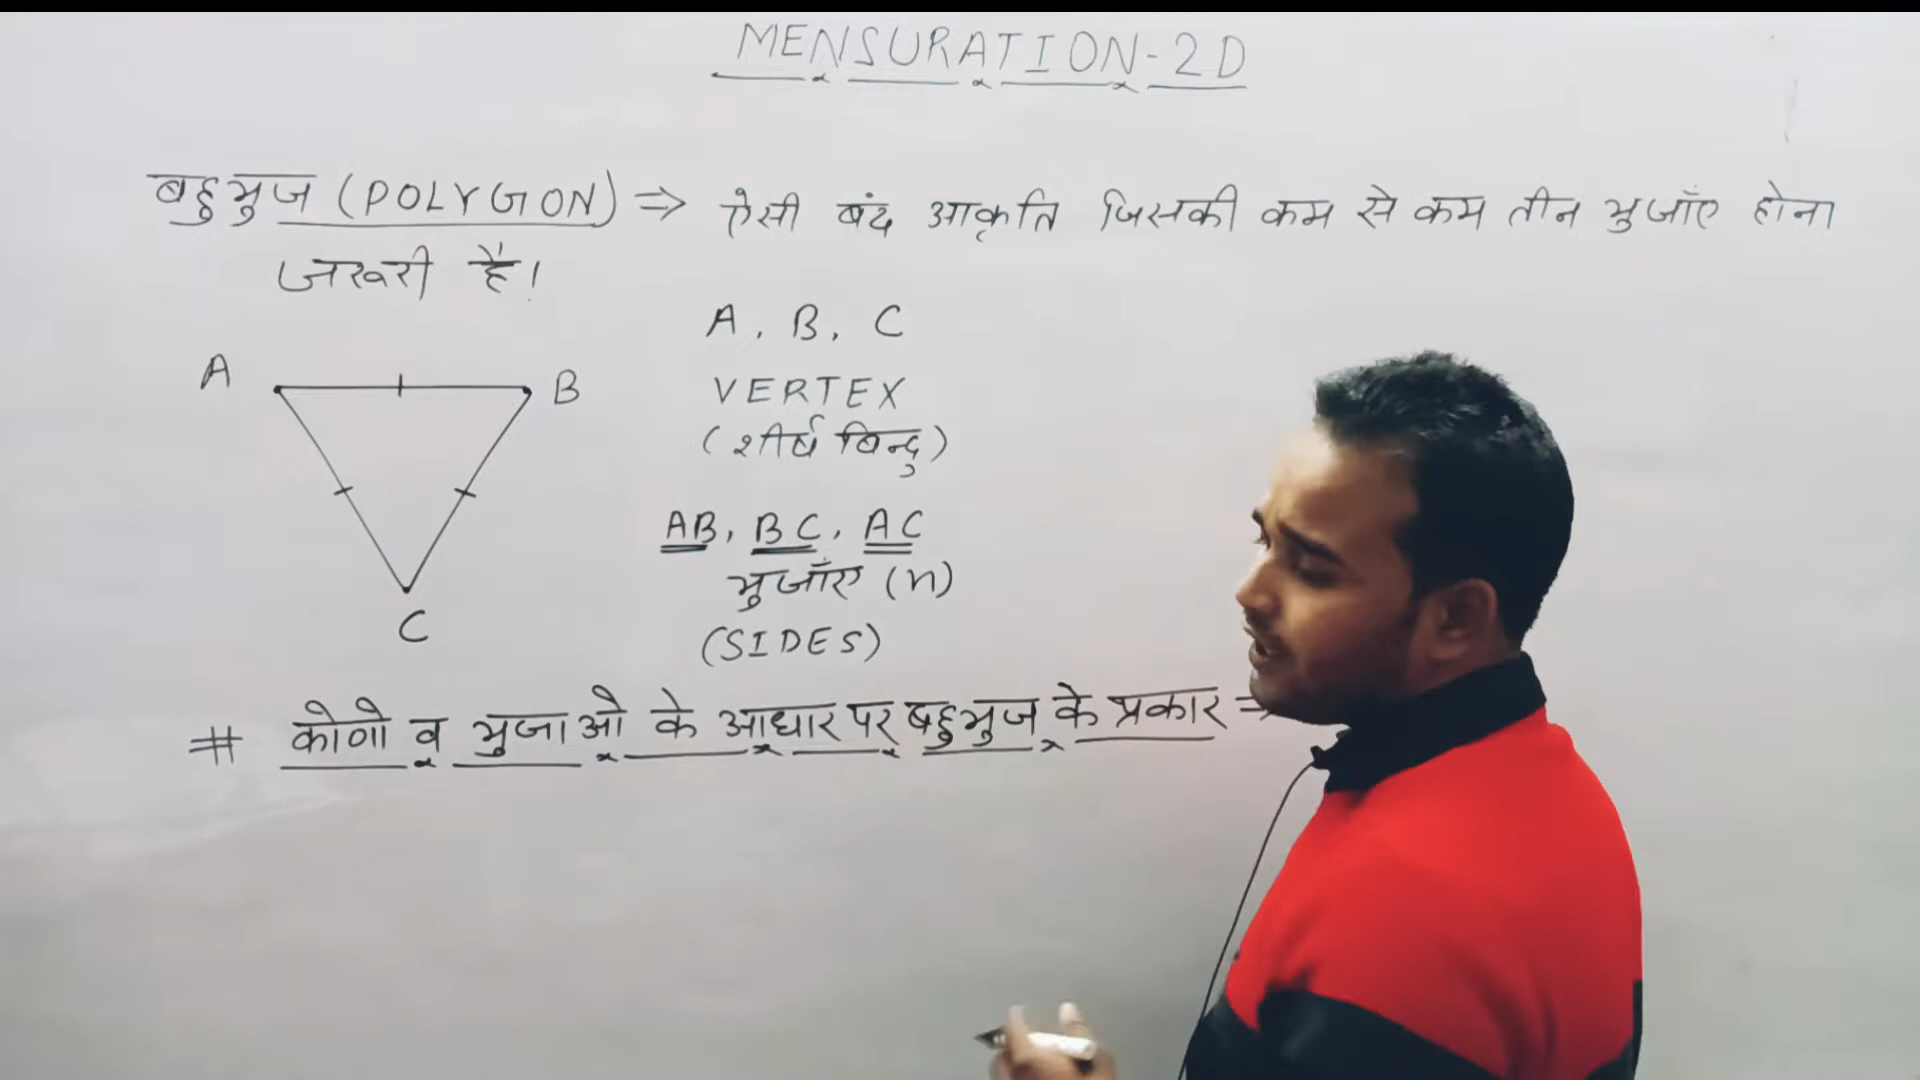 MENSURATION-2D
बहुभुज (POLYGON) ⇒ ऐसी बंद आकृति जिसकी कम से कम तीन भुजाँए होना
जरूरी है।
A, B, C
A
B
VERTEX
(शीर्ष बिन्दु)
AB, BC, AC
भुजाँए (n)
C
(SIDES)
# कोणो व भुजाओ के आधार पर बहुभुज के प्रकार ⇒